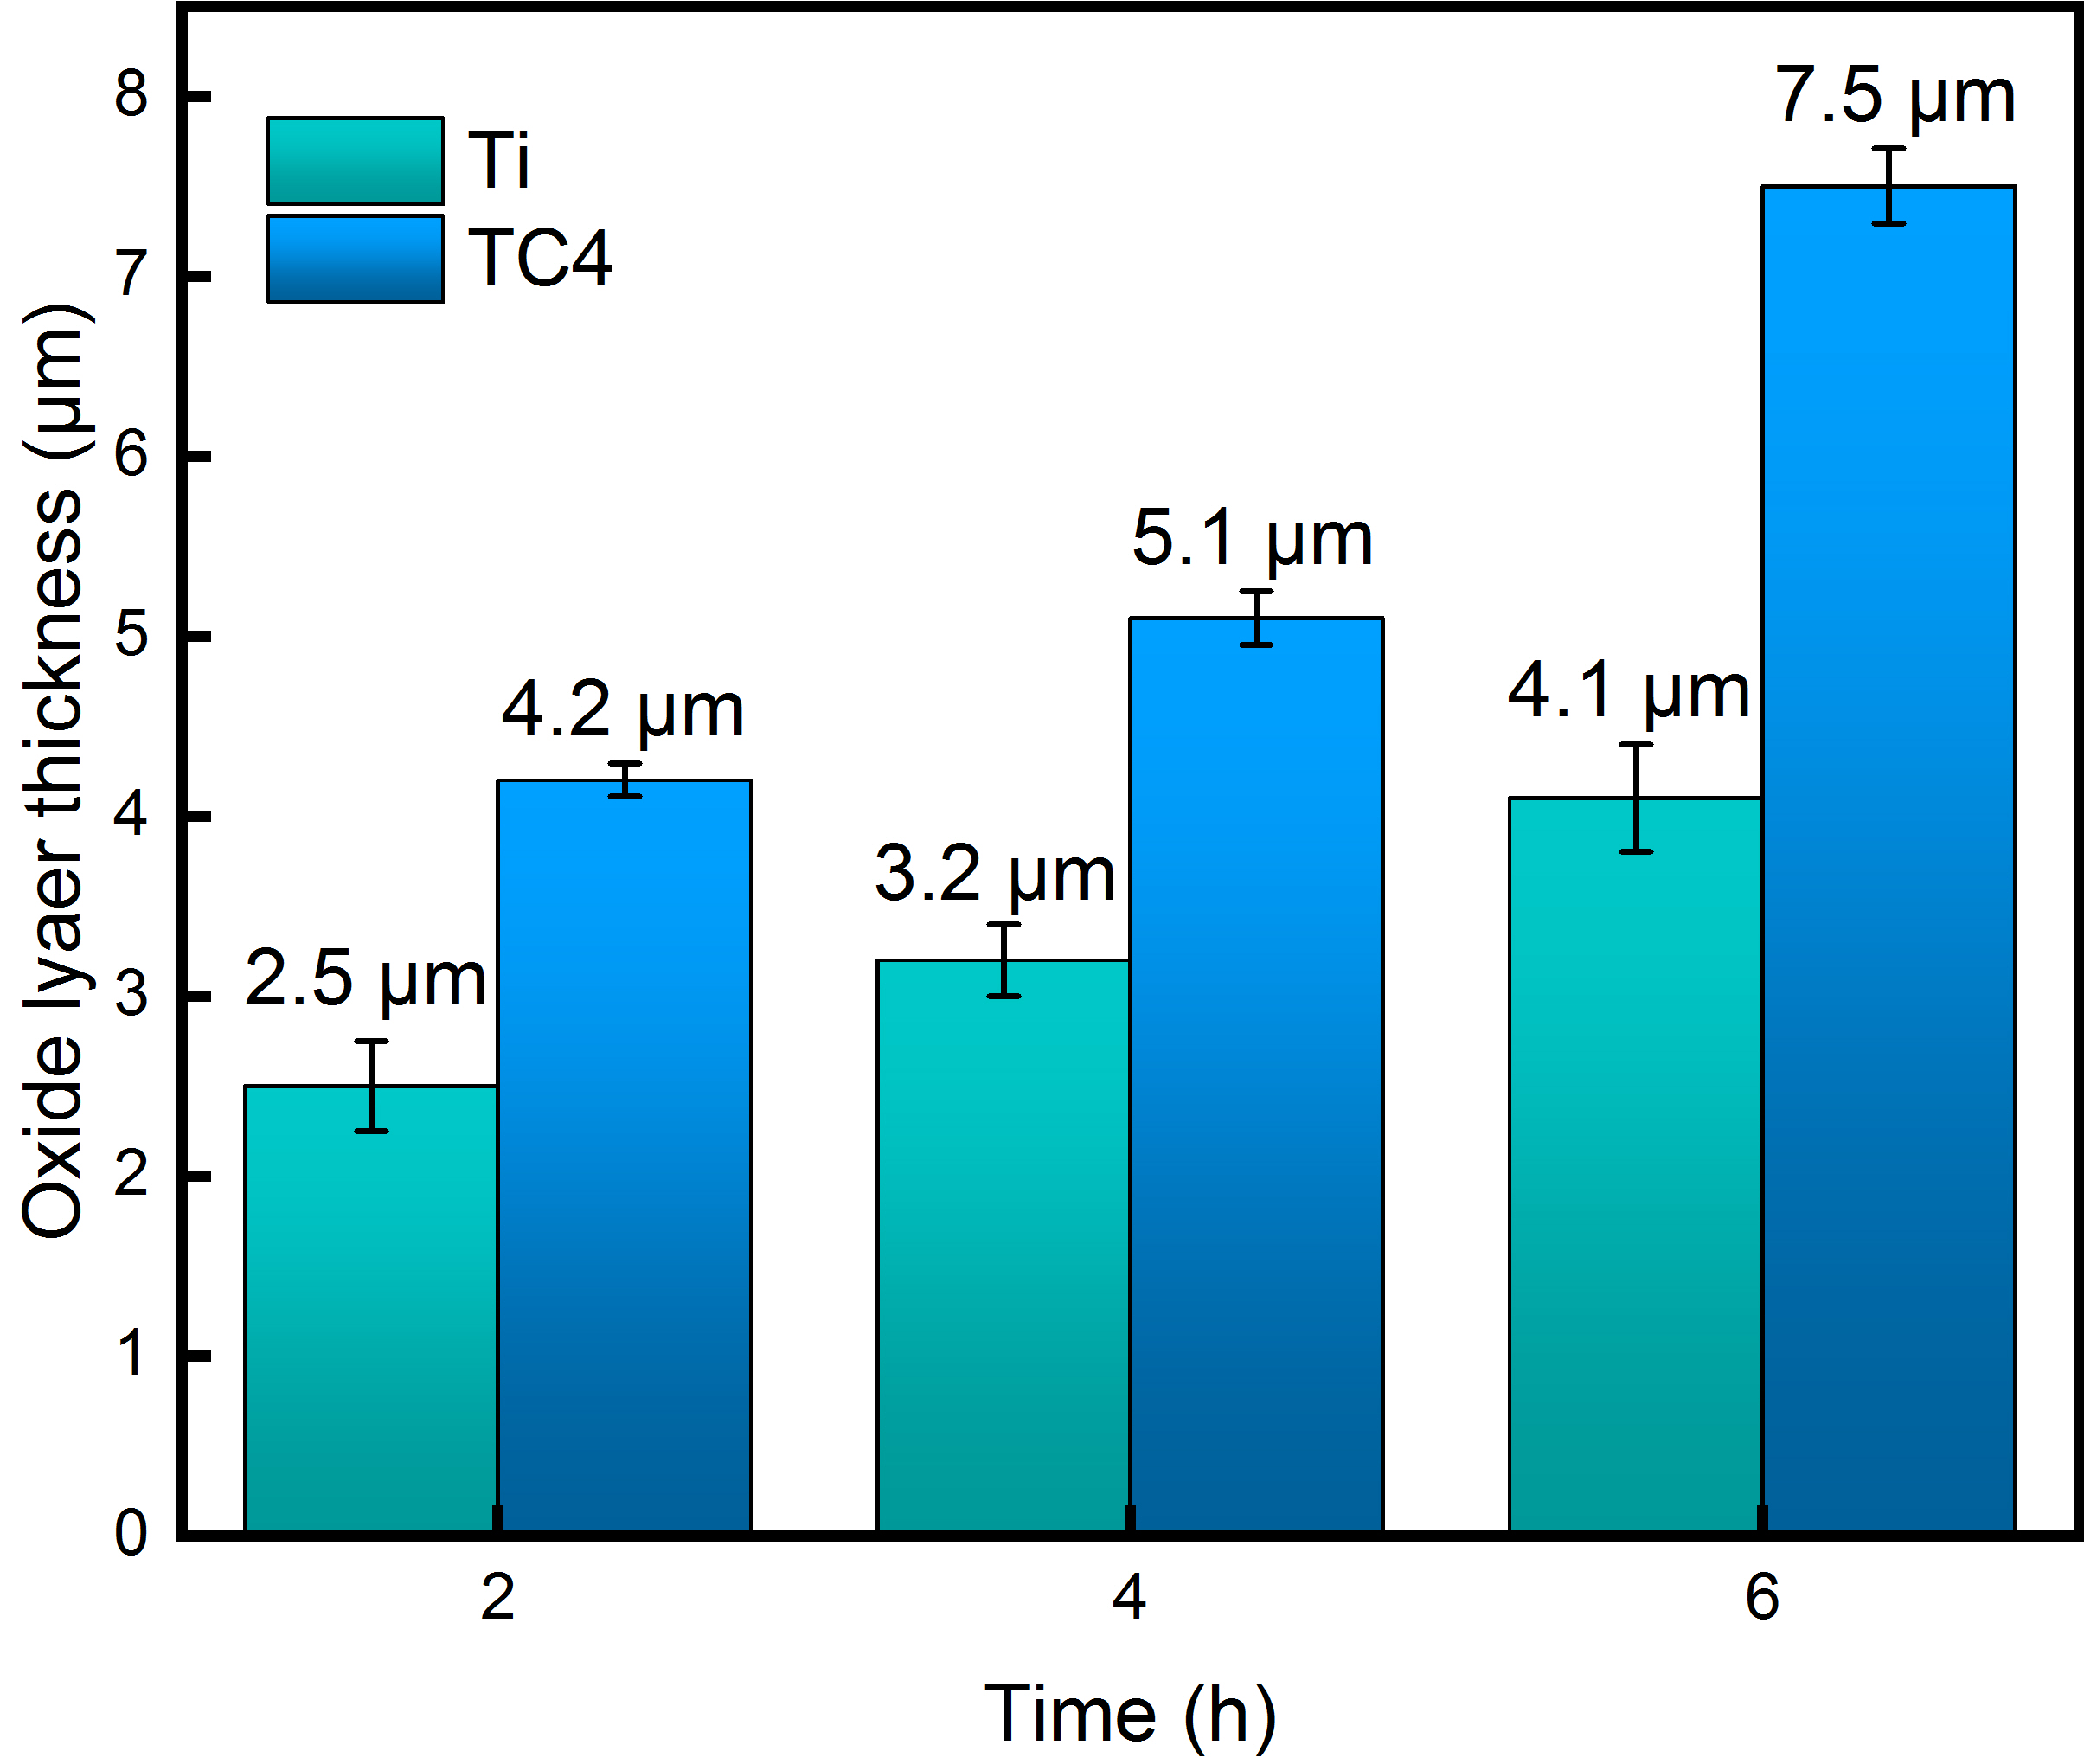 Oxide lyaer thickness (μm)
8
7
6
5
4
3
2
1
0
Ti
TC4
2.5 μm
4.2 μm
3.2 μm
5.1 μm
4.1 μm
7.5 μm
2
4
6
Time (h)